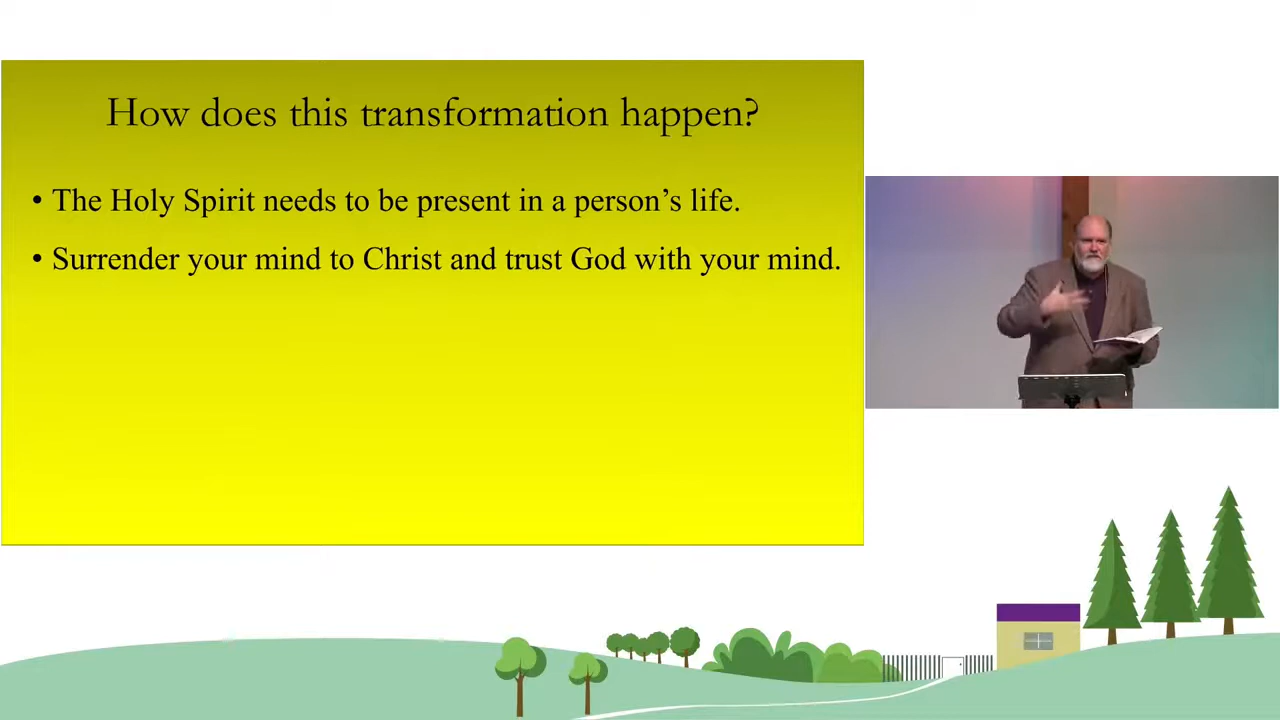 How does this transformation happen?
• The Holy Spirit needs to be present in a person’s life.
• Surrender your mind to Christ and trust God with your mind.